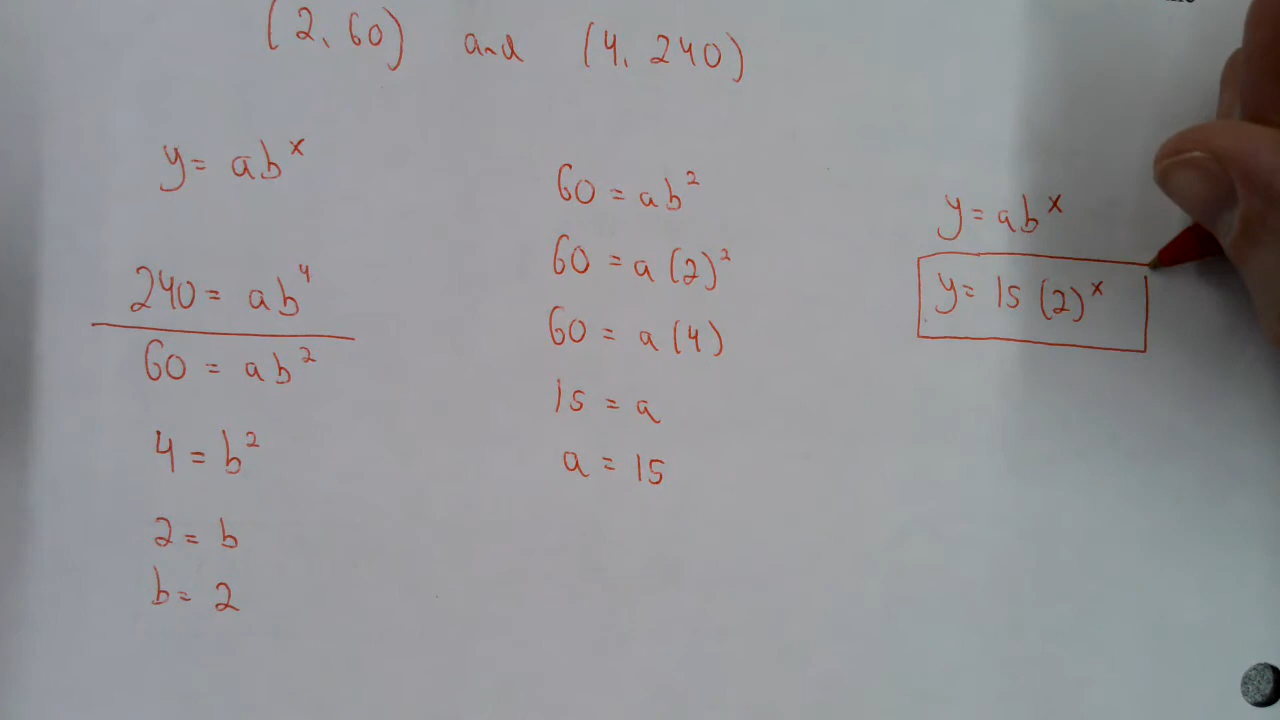 (2, 60) and (4, 240)
y = ab^x
240 = ab^4
60 = ab^2
4 = b^2
2 = b
b = 2
60 = ab^2
60 = a(2)^2
60 = a(4)
15 = a
a = 15
y = ab^x
y = 15(2)^x